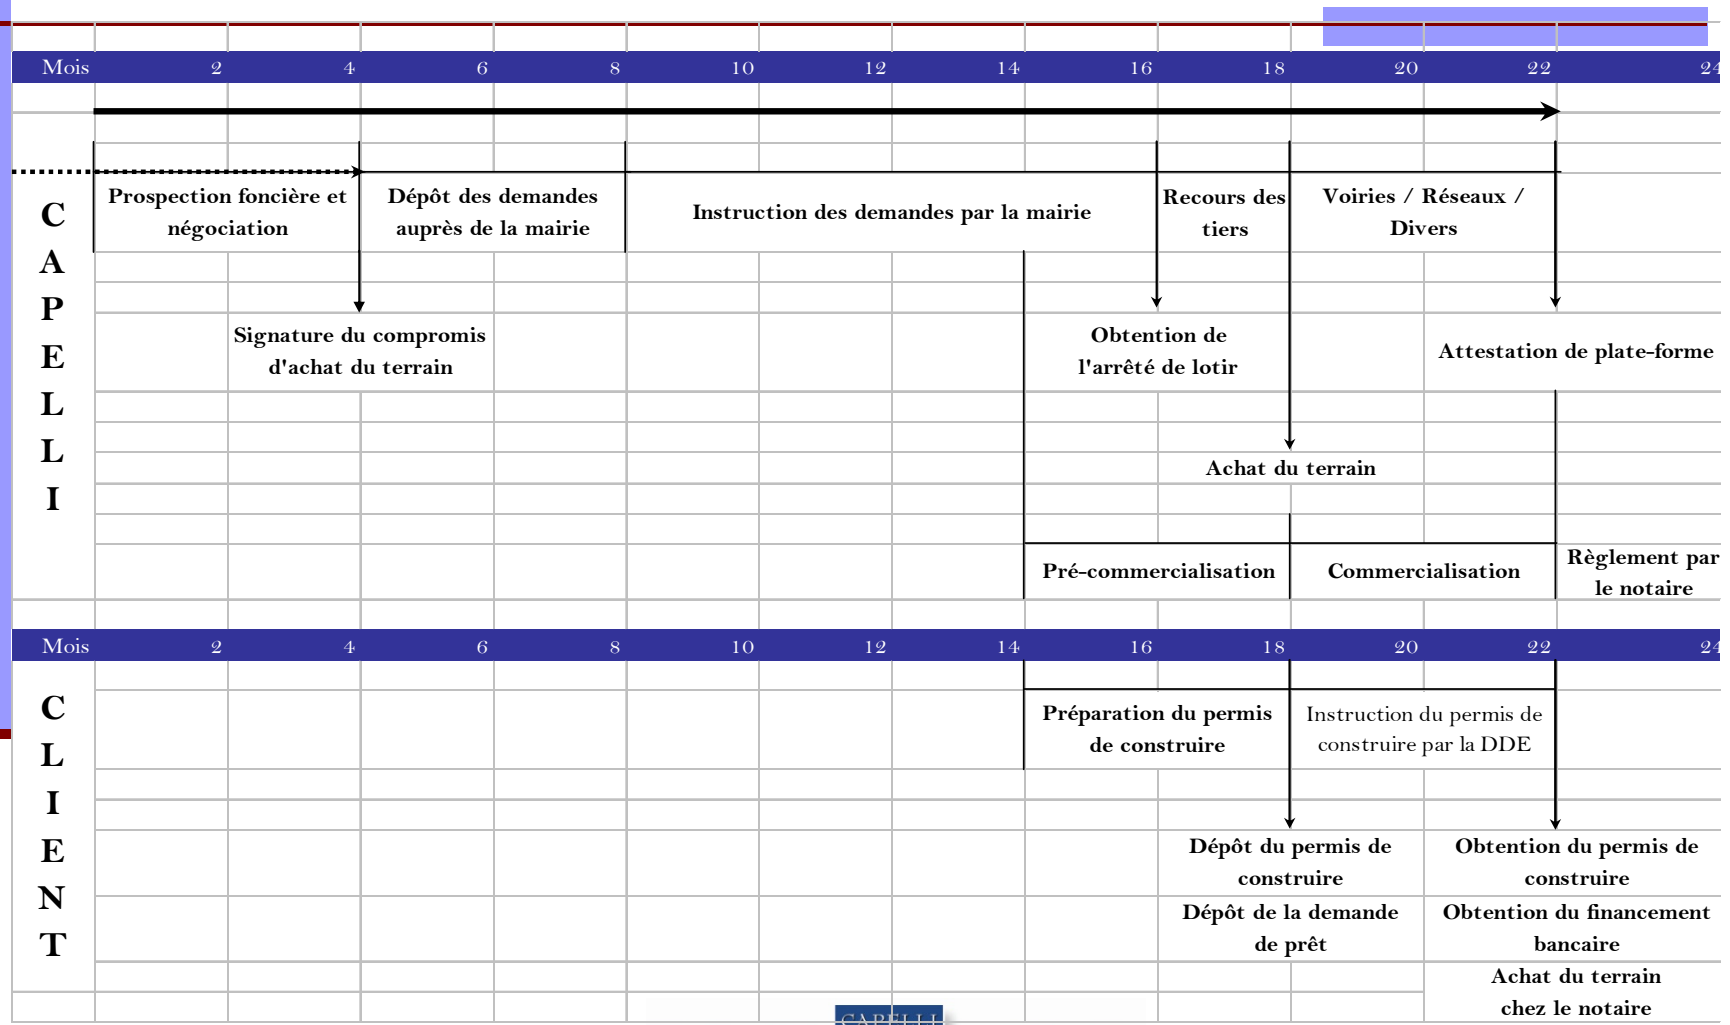 Mois 2 4 6 8 10 12 14 16 18 20 22 24
CAPELLI
Prospection foncière et
négociation
Dépôt des demandes
auprès de la mairie
Instruction des demandes par la mairie
Recours des
tiers
Voiries / Réseaux /
Divers
Signature du compromis
d'achat du terrain
Obtention de
l'arrêté de lotir
Attestation de plate-forme
Achat du terrain
Pré-commercialisation
Commercialisation
Règlement par
le notaire
Mois 2 4 6 8 10 12 14 16 18 20 22 24
CLIENT
Préparation du permis
de construire
Instruction du permis de
construire par la DDE
Dépôt du permis de
construire
Obtention du permis de
construire
Dépôt de la demande
de prêt
Obtention du financement
bancaire
Achat du terrain
chez le notaire
CAPELLI